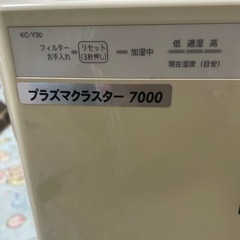 KC-Y30
フィルター お手入れ
リセット (3秒押し)
加湿中
低 適湿 高
現在湿度（目安）
プラズマクラスター 7000